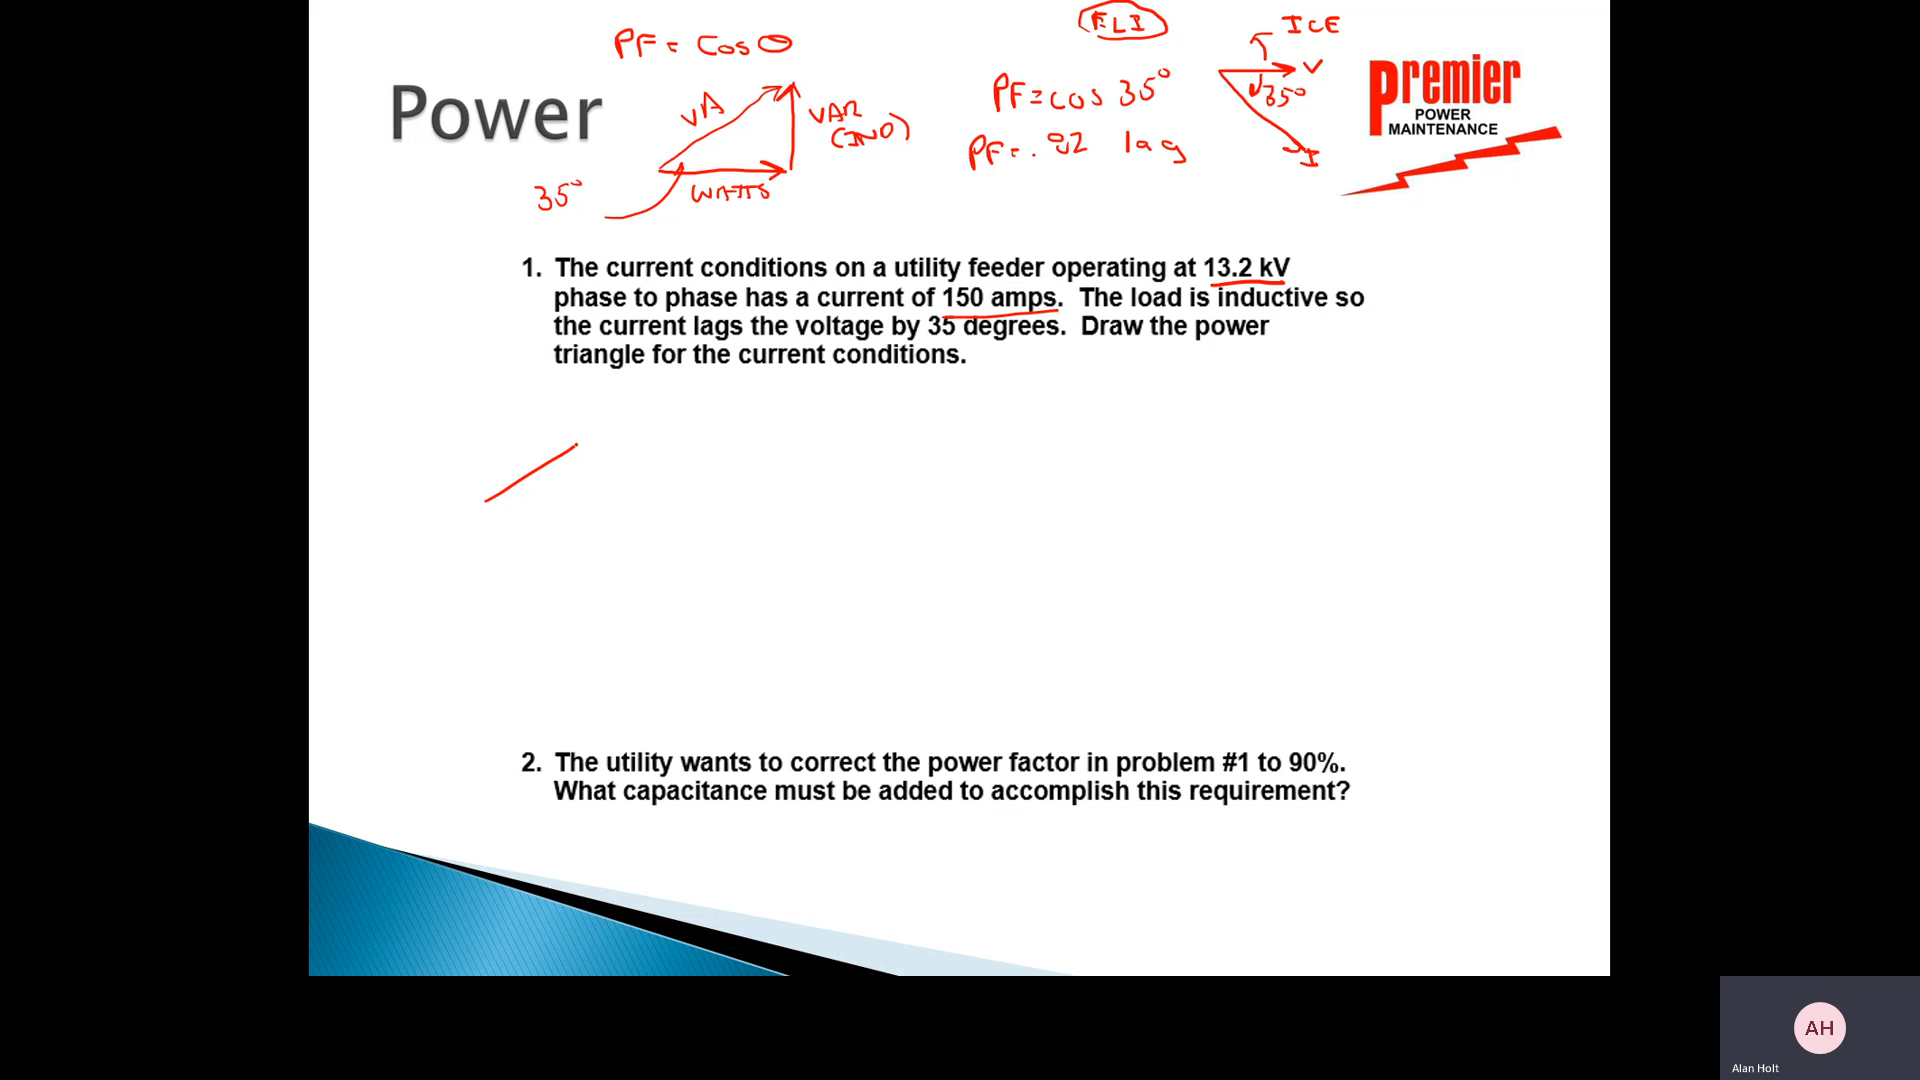 PF = COS Θ
ELI
ICE
V
35°
I
Power
VA
VAR
(IND)
WATTS
35°
PF = COS 35°
PF = .82 lag
Premier
POWER
MAINTENANCE
1. The current conditions on a utility feeder operating at 13.2 kV
phase to phase has a current of 150 amps. The load is inductive so
the current lags the voltage by 35 degrees. Draw the power
triangle for the current conditions.
2. The utility wants to correct the power factor in problem #1 to 90%.
What capacitance must be added to accomplish this requirement?
AH
Alan Holt